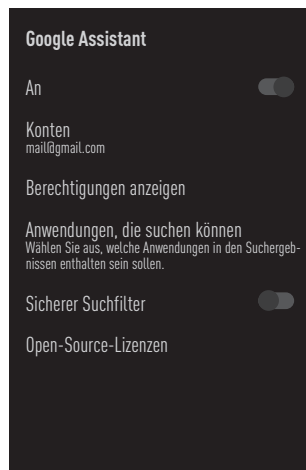 Google Assistant
An
Konten
mail@gmail.com
Berechtigungen anzeigen
Anwendungen, die suchen können
Wählen Sie aus, welche Anwendungen in den Suchergeb-
nissen enthalten sein sollen.
Sicherer Suchfilter
Open-Source-Lizenzen